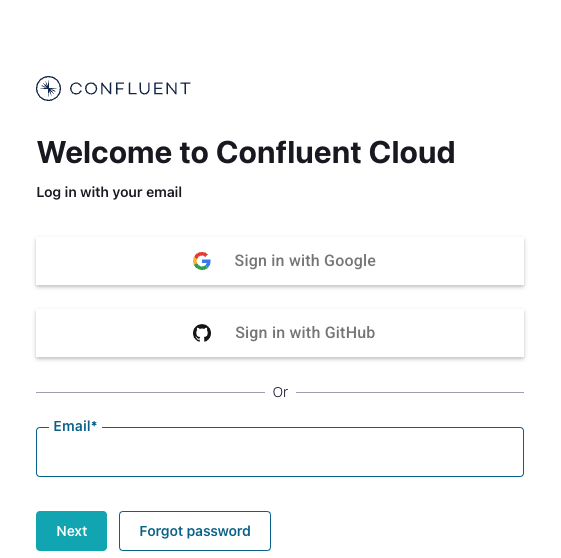 CONFLUENT
Welcome to Confluent Cloud
Log in with your email
Sign in with Google
Sign in with GitHub
Or
Email*
Next
Forgot password